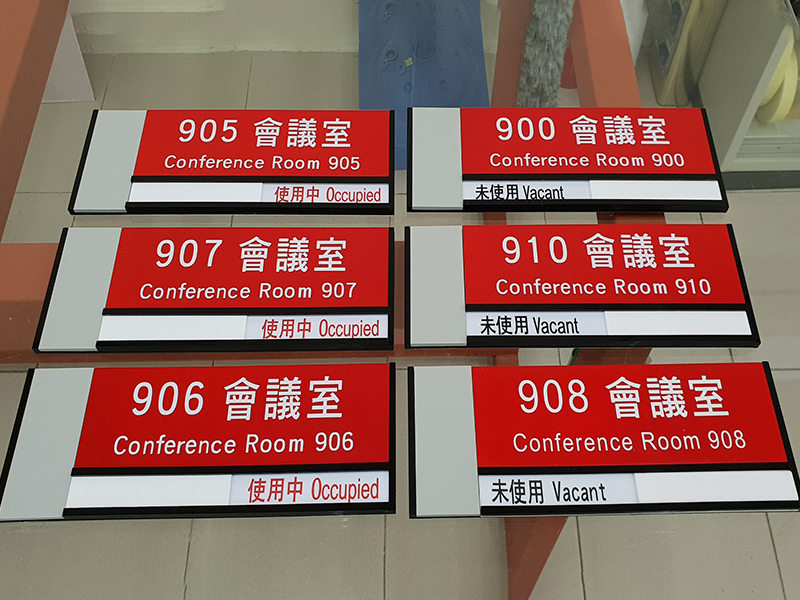 905 會議室
Conference Room 905
使用中 Occupied
900 會議室
Conference Room 900
未使用 Vacant
907 會議室
Conference Room 907
使用中 Occupied
910 會議室
Conference Room 910
未使用 Vacant
906 會議室
Conference Room 906
使用中 Occupied
908 會議室
Conference Room 908
未使用 Vacant